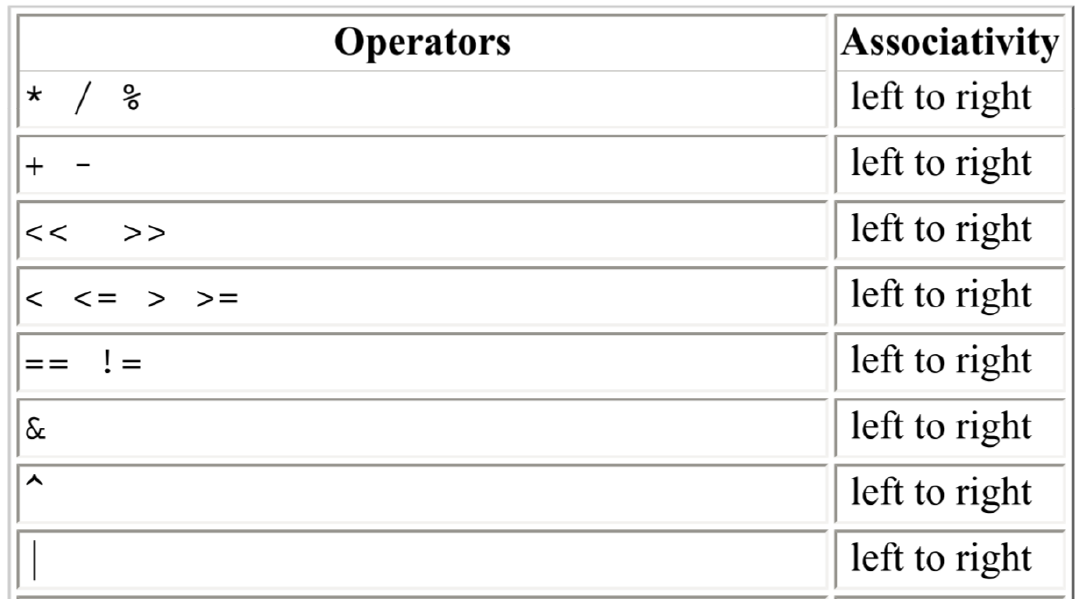 Operators Associativity
* / % left to right
+ - left to right
<< >> left to right
< <= > >= left to right
== != left to right
& left to right
^ left to right
| left to right